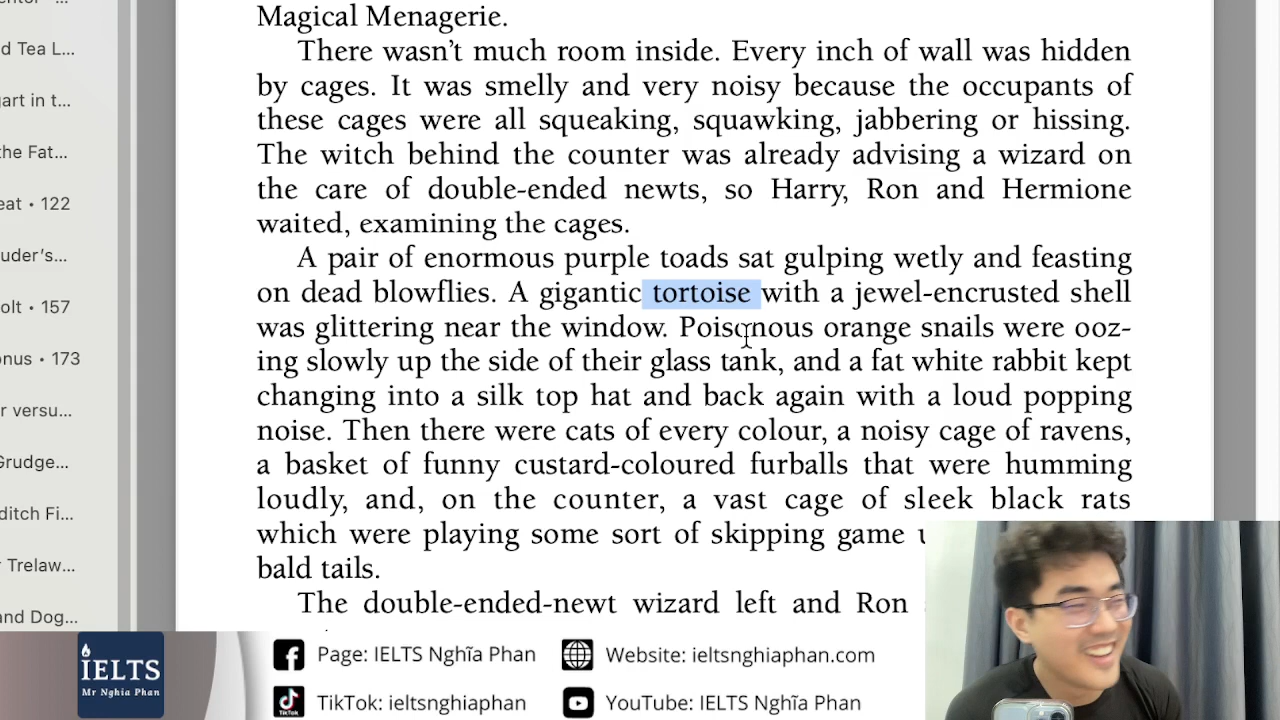 Magical Menagerie.
There wasn't much room inside. Every inch of wall was hidden
by cages. It was smelly and very noisy because the occupants of
these cages were all squeaking, squawking, jabbering or hissing.
The witch behind the counter was already advising a wizard on
the care of double-ended newts, so Harry, Ron and Hermione
waited, examining the cages.
A pair of enormous purple toads sat gulping wetly and feasting
on dead blowflies. A gigantic tortoise with a jewel-encrusted shell
was glittering near the window. Poisonous orange snails were ooz-
ing slowly up the side of their glass tank, and a fat white rabbit kept
changing into a silk top hat and back again with a loud popping
noise. Then there were cats of every colour, a noisy cage of ravens,
a basket of funny custard-coloured furballs that were humming
loudly, and, on the counter, a vast cage of sleek black rats
which were playing some sort of skipping game
bald tails.
The double-ended-newt wizard left and Ron
d Tea L...
gart in t...
the Fat...
eat • 122
uder's...
olt • 157
onus • 173
r versu...
Grudge...
ditch Fi...
r Trelaw...
and Dog...
IELTS
Mr Nghia Phan
Page: IELTS Nghĩa Phan
Website: ieltsnghiaphan.com
TikTok
TikTok: ieltsnghiaphan
YouTube: IELTS Nghĩa Phan